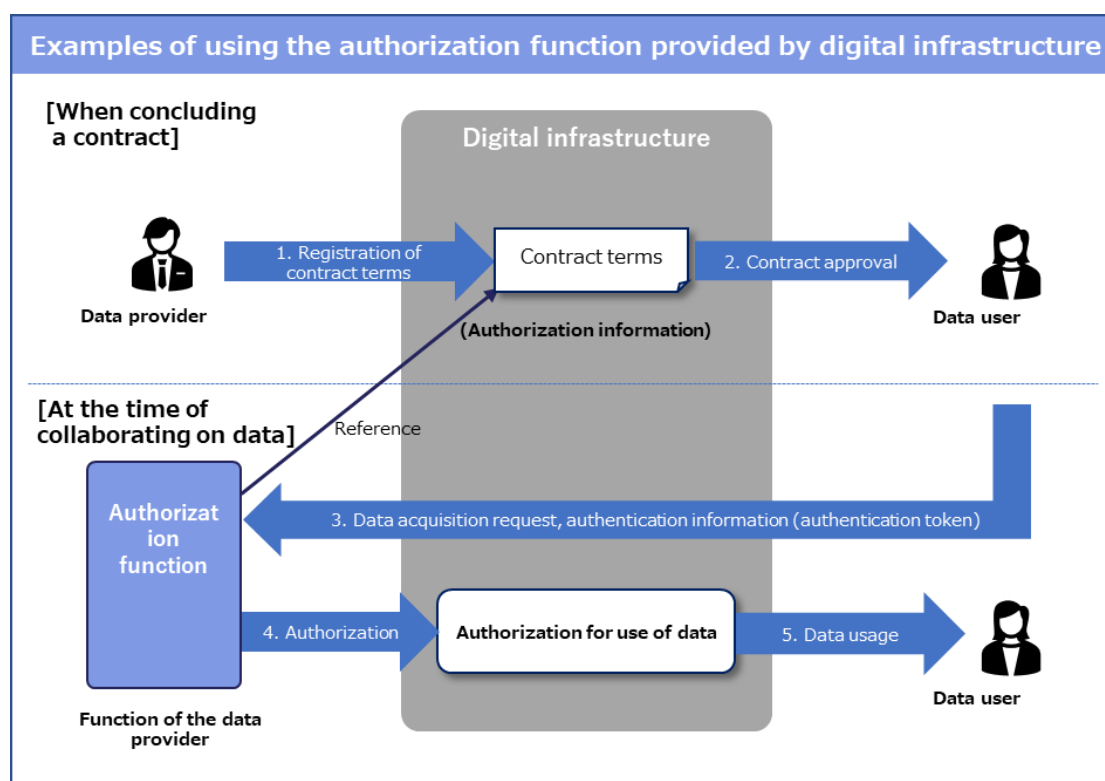 Examples of using the authorization function provided by digital infrastructure
[When concluding
a contract]
Digital infrastructure
1. Registration of
contract terms
Contract terms
2. Contract approval
Data provider
(Authorization information)
Data user
[At the time of
collaborating on data]
Reference
Authorizat
ion
function
3. Data acquisition request, authentication information (authentication token)
4. Authorization
Authorization for use of data
5. Data usage
Data user
Function of the data
provider